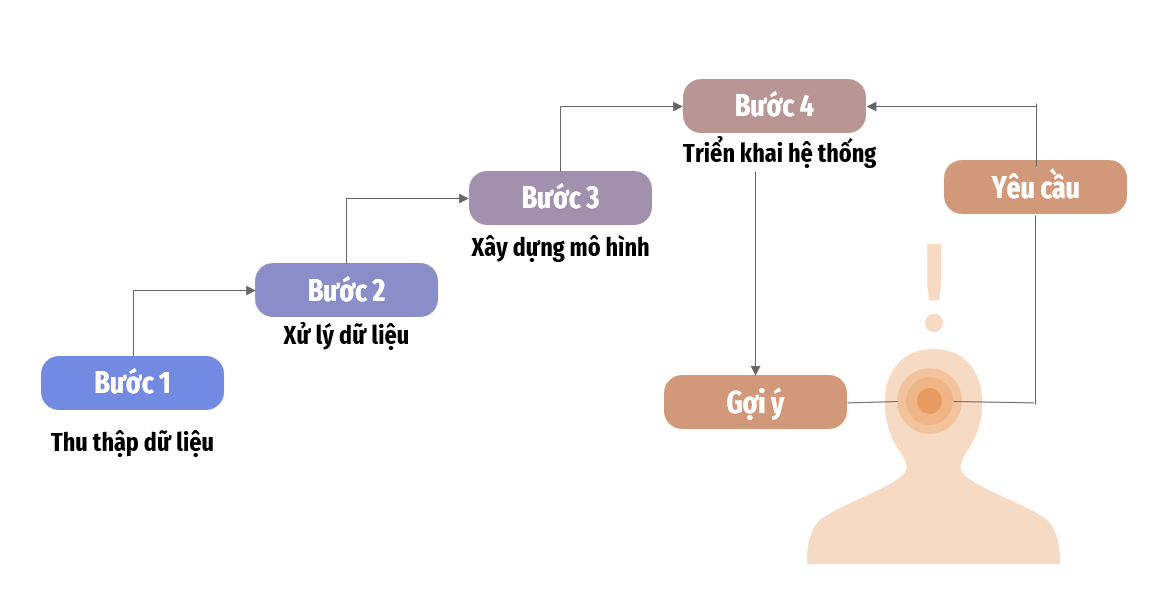 Bước 4
Triển khai hệ thống
Yêu cầu
Bước 3
Xây dựng mô hình
Bước 2
Xử lý dữ liệu
Bước 1
Thu thập dữ liệu
Gợi ý